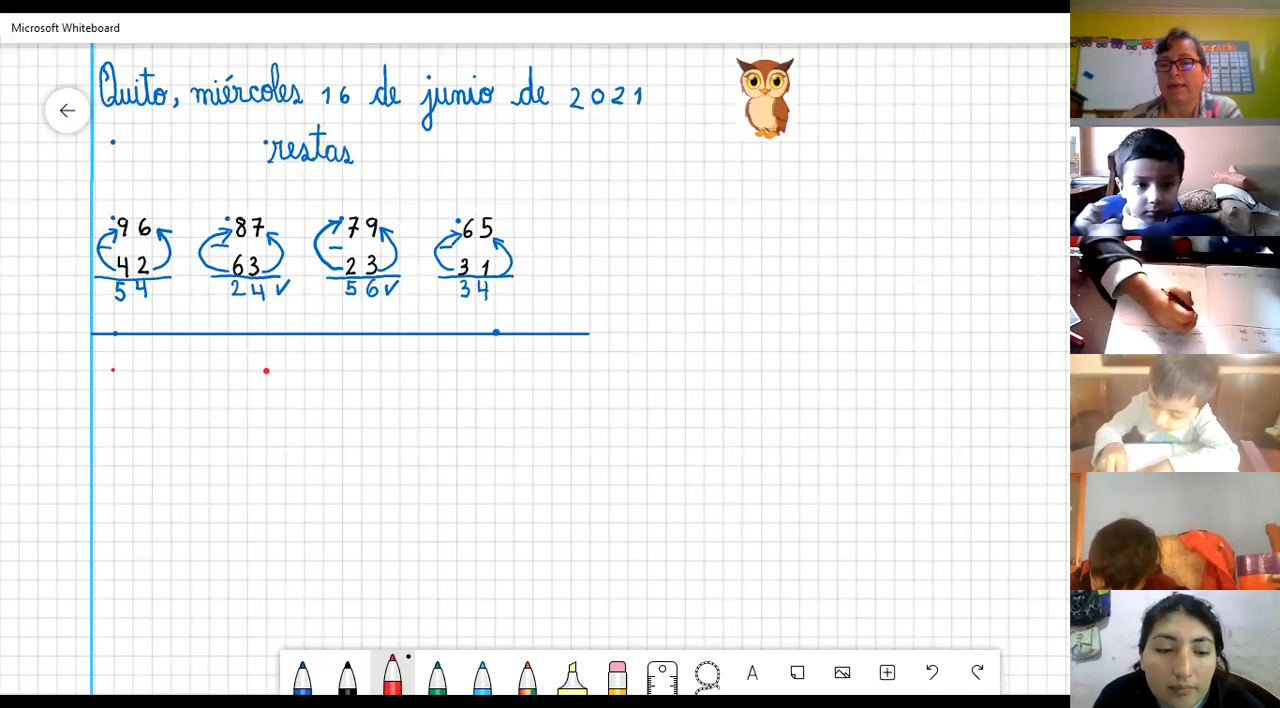 Microsoft Whiteboard
Quito, miércoles 16 de junio de 2021
restas
96 87 79 65
- - - -
42 63 23 31
54 24 ✓ 56 ✓ 34
A